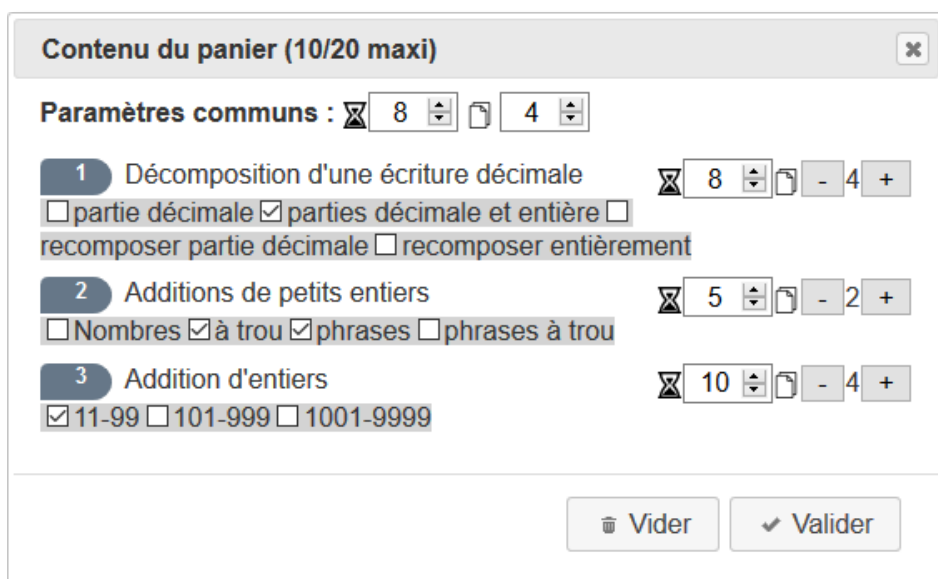 Contenu du panier (10/20 maxi)
Paramètres communs : 8 4
1 Décomposition d'une écriture décimale 8 - 4 +
partie décimale parties décimale et entière
recomposer partie décimale recomposer entièrement
2 Additions de petits entiers 5 - 2 +
Nombres à trou phrases phrases à trou
3 Addition d'entiers 10 - 4 +
11-99 101-999 1001-9999
Vider Valider